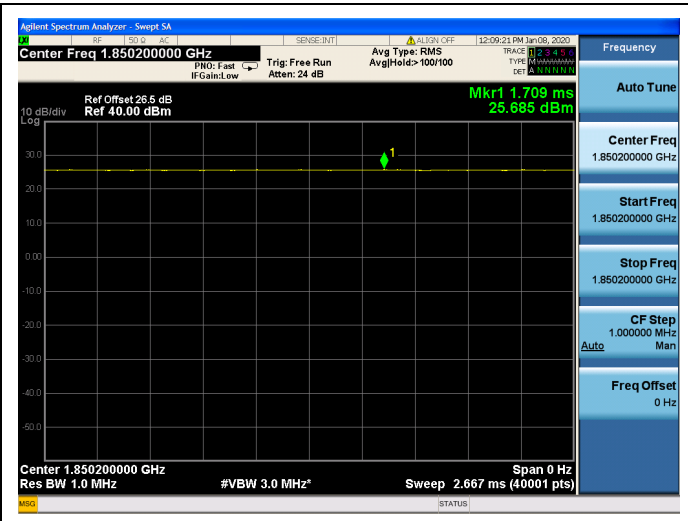 Agilent Spectrum Analyzer - Swept SA
RF 50 Ω AC SENSE:INT ALIGN OFF 12:09:21 PM Jan 08, 2020
Center Freq 1.850200000 GHz
PNO: Fast
IFGain:Low
Trig: Free Run
Atten: 24 dB
Avg Type: RMS
Avg|Hold:> 100/100
TRACE 1 2 3 4 5 6
TYPE M
DET A N N N N N
Frequency
Auto Tune
Center Freq
1.850200000 GHz
Start Freq
1.850200000 GHz
Stop Freq
1.850200000 GHz
CF Step
1.000000 MHz
Auto Man
Freq Offset
0 Hz
Mkr1 1.709 ms
25.685 dBm
Ref Offset 26.5 dB
10 dB/div Ref 40.00 dBm
Log
1
30.0
20.0
10.0
0.00
-10.0
-20.0
-30.0
-40.0
-50.0
Center 1.850200000 GHz Span 0 Hz
Res BW 1.0 MHz #VBW 3.0 MHz* Sweep 2.667 ms (40001 pts)
MSG STATUS